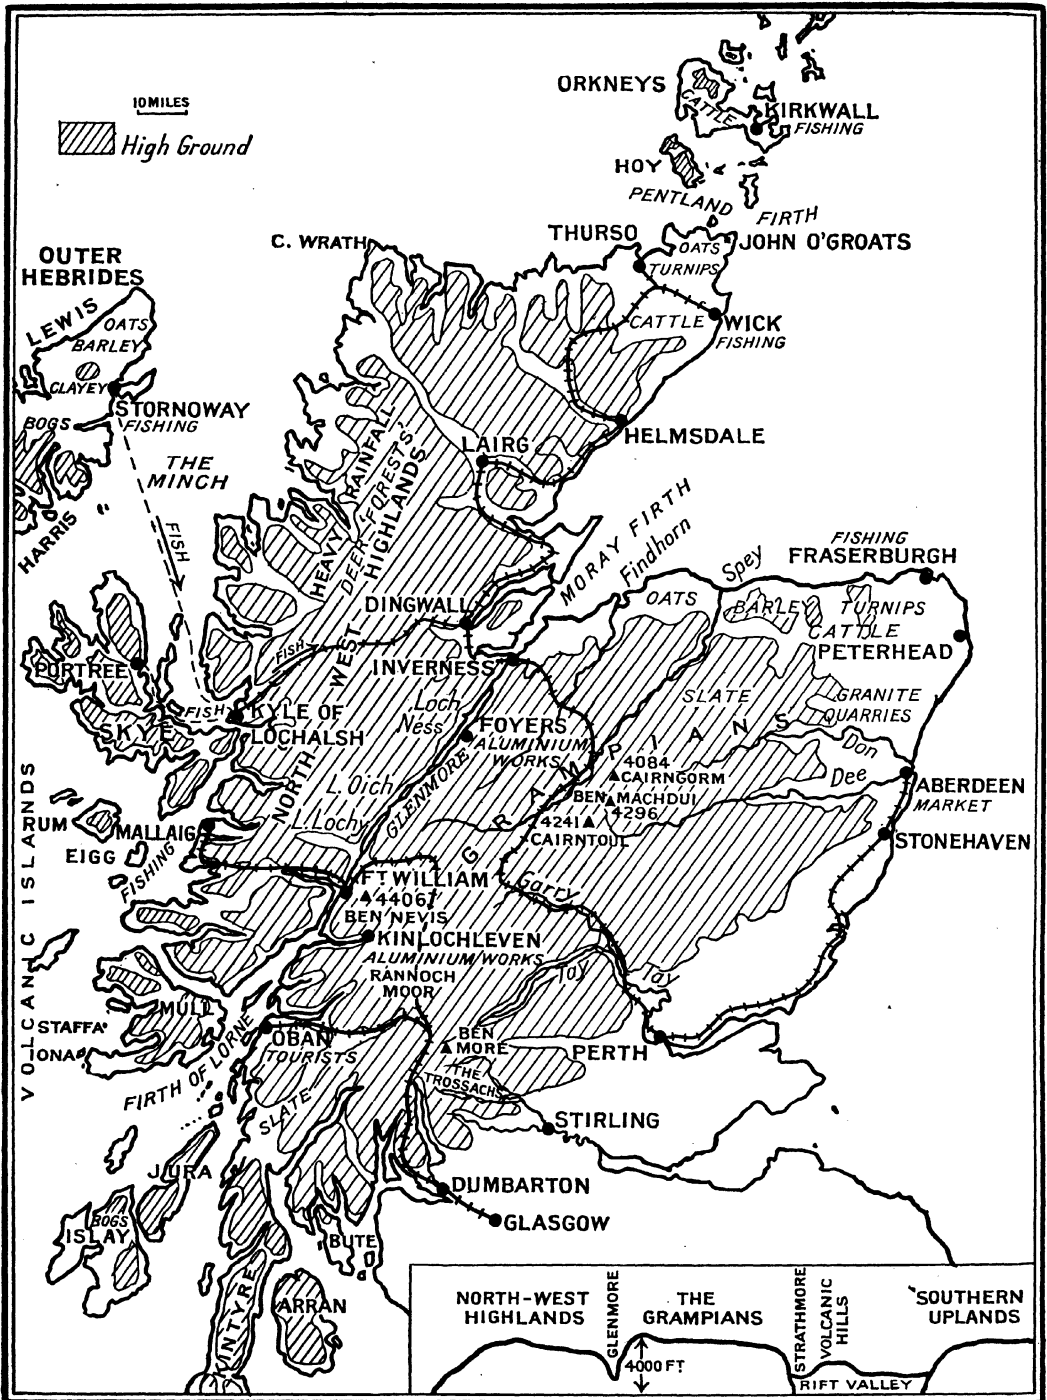 ORKNEYS
CATTLE
KIRKWALL
FISHING
10 MILES
High Ground
HOY
PENTLAND FIRTH
THURSO
C. WRATH
OATS
JOHN O'GROATS
TURNIPS
OUTER
HEBRIDES
LEWIS
OATS
BARLEY
CATTLE
WICK
FISHING
CLAYEY
STORNOWAY
FISHING
BOGS
HELMSDALE
LAIRG
THE
MINCH
HARRIS
FISH
HEAVY RAINFALL
'DEER FORESTS'
NORTH WEST HIGHLANDS
MORAY FIRTH
Findhorn
Spey
FISHING
FRASERBURGH
DINGWALL
OATS
BARLEY
TURNIPS
CATTLE
PETERHEAD
FISH
INVERNESS
PORTREE
SKYE
FISH
KYLE OF
LOCHALSH
Loch
Ness
SLATE
GRANITE
QUARRIES
FOYERS
ALUMINIUM
WORKS
GRAMPIANS
Don
4084
CAIRNGORM
Dee
ABERDEEN
MARKET
L. Oich
GLENMORE
BEN MACHDUI
4296
L. Lochy
4241
CAIRNTOUL
STONEHAVEN
VOLCANIC ISLANDS
RUM
MALLAIG
EIGG
FISHING
FT WILLIAM
4406
BEN NEVIS
Garry
KINLOCHLEVEN
ALUMINIUM WORKS
RANNOCH
MOOR
Tay
Tay
MULL
STAFFA
IONA
OBAN
TOURISTS
BEN
MORE
PERTH
FIRTH OF LORNE
THE
TROSSACHS
SLATE
STIRLING
JURA
DUMBARTON
GLASGOW
BOGS
ISLAY
BUTE
KINTYRE
ARRAN
NORTH-WEST
HIGHLANDS
GLENMORE
THE
GRAMPIANS
STRATHMORE
VOLCANIC
HILLS
SOUTHERN
UPLANDS
4000 FT
RIFT VALLEY